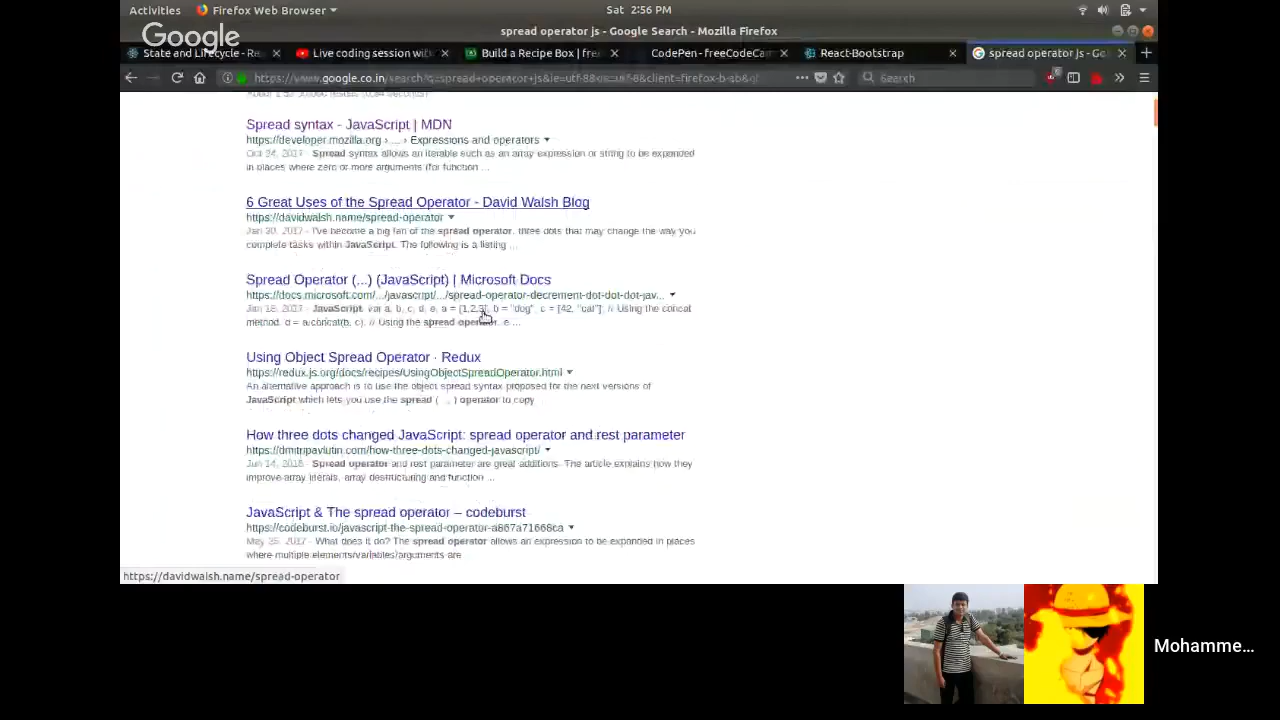 Activities Firefox Web Browser Sat 2:56 PM
Google
spread operator js - Google Search - Mozilla Firefox
State and Lifecycle - Re
Live coding session wit
Build a Recipe Box | free
CodePen - freeCodeCa
React-Bootstrap
spread operator js - Go
https://www.google.co.in/search?q=spread+operator+js&ie=utf-8&oe=utf-8&client=firefox-b-ab&
Search
Spread syntax - JavaScript | MDN
https://developer.mozilla.org › ... › Expressions and operators
Oct 24, 2017 - Spread syntax allows an iterable such as an array expression or string to be expanded
in places where zero or more arguments (for function ...
6 Great Uses of the Spread Operator - David Walsh Blog
https://davidwalsh.name/spread-operator
Jan 30, 2017 - I've become a big fan of the spread operator. three dots that may change the way you
complete tasks within JavaScript. The following is a listing ...
Spread Operator (...) (JavaScript) | Microsoft Docs
https://docs.microsoft.com/.../javascript/.../spread-operator-decrement-dot-dot-dot-jav...
Jan 18, 2017 - JavaScript. var a, b, c, d, e, a = [1,2,3], b = "dog", c = [42, "cat"], // Using the concat
method. d = a.concat(b, c). // Using the spread operator. e ...
Using Object Spread Operator · Redux
https://redux.js.org/docs/recipes/UsingObjectSpreadOperator.html
An alternative approach is to use the object spread syntax proposed for the next versions of
JavaScript which lets you use the spread ( ... ) operator to copy
How three dots changed JavaScript: spread operator and rest parameter
https://dmitripavlutin.com/how-three-dots-changed-javascript/
Jun 14, 2016 - Spread operator and rest parameter are great additions. The article explains how they
improve array literals, array destructuring and function ...
JavaScript & The spread operator – codeburst
https://codeburst.io/javascript-the-spread-operator-a867a71668ca
May 25, 2017 - What does it do? The spread operator allows an expression to be expanded in places
where multiple elements/variables/arguments are
https://davidwalsh.name/spread-operator
Mohamme...